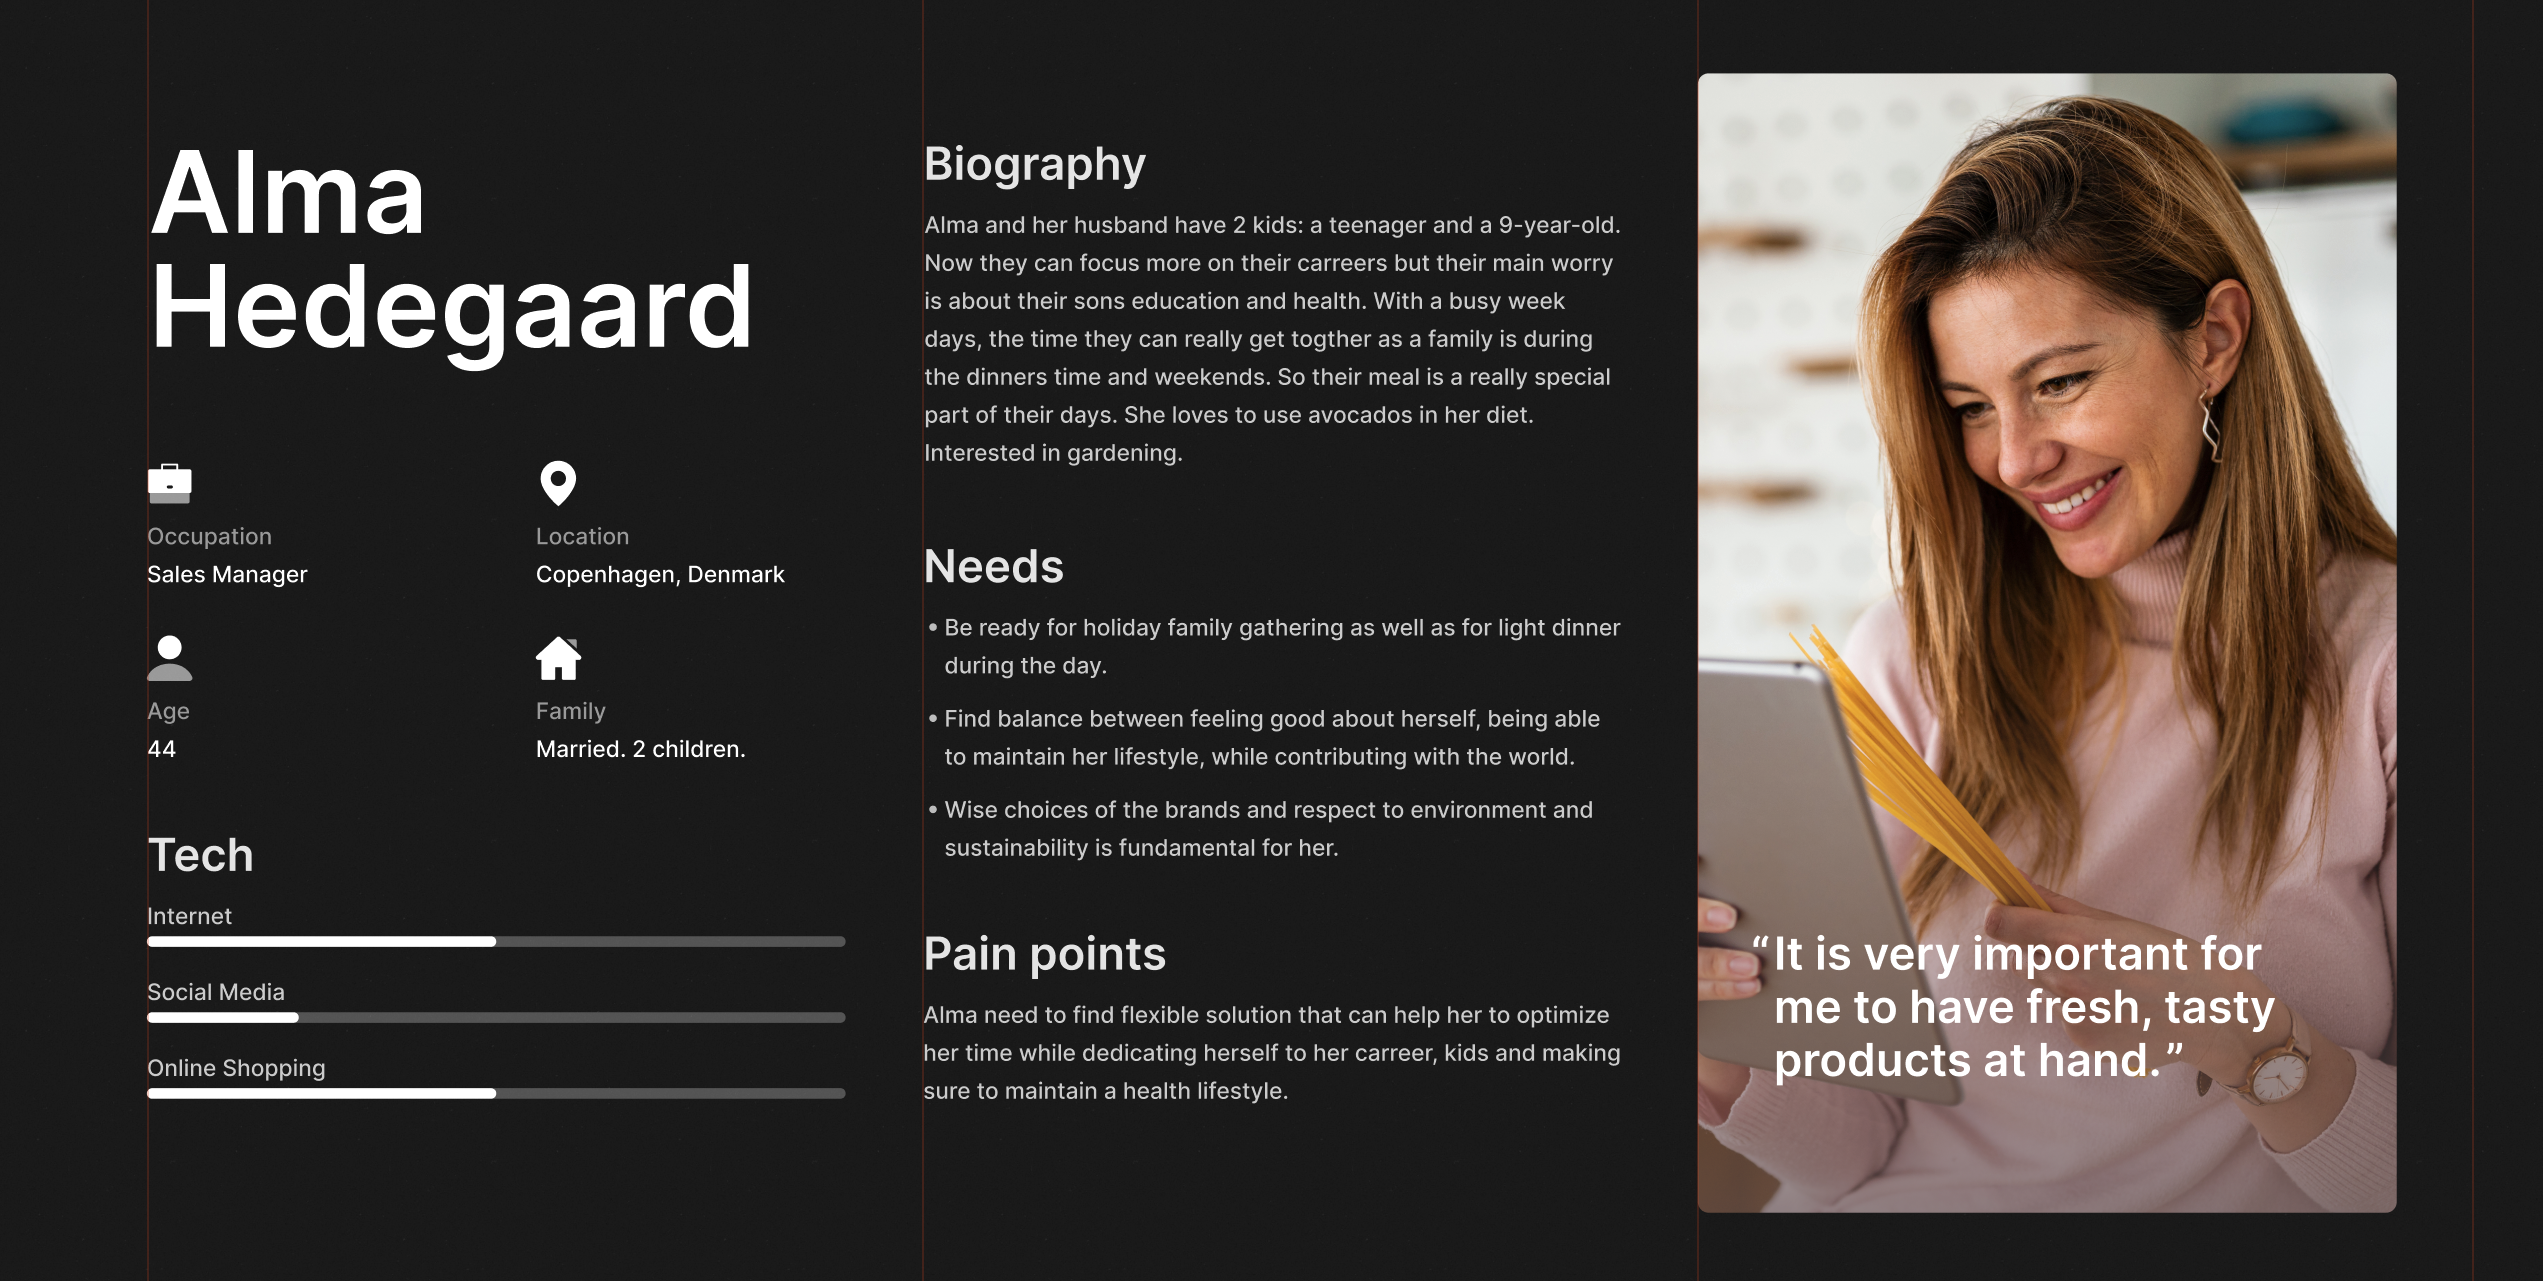 Alma
Hedegaard
Occupation
Sales Manager
Location
Copenhagen, Denmark
Age
44
Family
Married. 2 children.
Tech
Internet
Social Media
Online Shopping
Biography
Alma and her husband have 2 kids: a teenager and a 9-year-old.
Now they can focus more on their carreers but their main worry
is about their sons education and health. With a busy week
days, the time they can really get togther as a family is during
the dinners time and weekends. So their meal is a really special
part of their days. She loves to use avocados in her diet.
Interested in gardening.
Needs
• Be ready for holiday family gathering as well as for light dinner
during the day.
• Find balance between feeling good about herself, being able
to maintain her lifestyle, while contributing with the world.
• Wise choices of the brands and respect to environment and
sustainability is fundamental for her.
Pain points
Alma need to find flexible solution that can help her to optimize
her time while dedicating herself to her carreer, kids and making
sure to maintain a health lifestyle.
“It is very important for
me to have fresh, tasty
products at hand.”